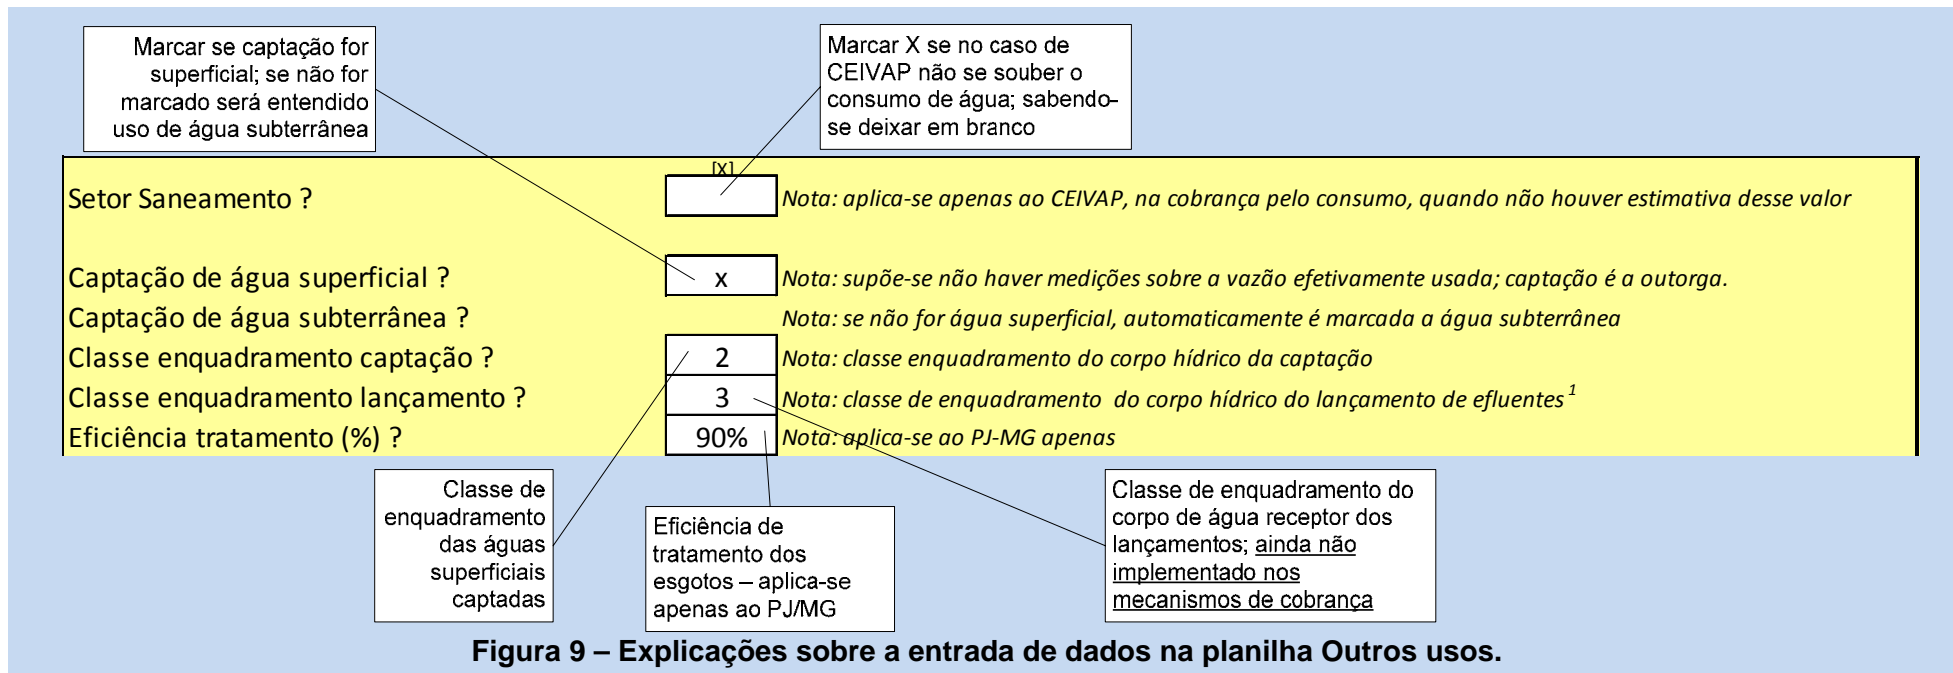 Marcar se captação for
superficial; se não for
marcado será entendido
uso de água subterrânea
Marcar X se no caso de
CEIVAP não se souber o
consumo de água; sabendo–
se deixar em branco
[X]
Setor Saneamento ?
Nota: aplica-se apenas ao CEIVAP, na cobrança pelo consumo, quando não houver estimativa desse valor
Captação de água superficial ?
x
Nota: supõe-se não haver medições sobre a vazão efetivamente usada; captação é a outorga.
Captação de água subterrânea ?
Nota: se não for água superficial, automaticamente é marcada a água subterrânea
Classe enquadramento captação ?
2
Nota: classe enquadramento do corpo hídrico da captação
Classe enquadramento lançamento ?
3
Nota: classe de enquadramento do corpo hídrico do lançamento de efluentes 1
Eficiência tratamento (%) ?
90%
Nota: aplica-se ao PJ-MG apenas
Classe de
enquadramento
das águas
superficiais
captadas
Eficiência de
tratamento dos
esgotos – aplica-se
apenas ao PJ/MG
Classe de enquadramento do
corpo de água receptor dos
lançamentos; ainda não
implementado nos
mecanismos de cobrança
Figura 9 – Explicações sobre a entrada de dados na planilha Outros usos.